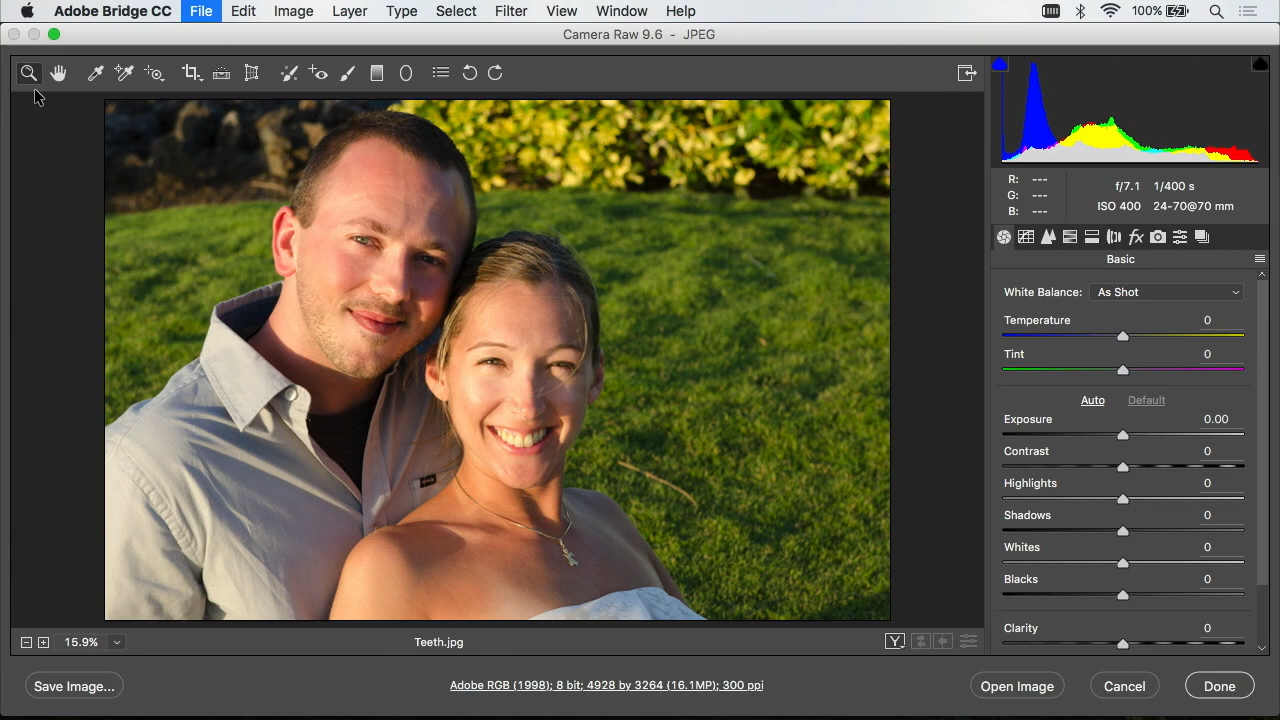 Adobe Bridge CC File Edit Image Layer Type Select Filter View Window Help 100%
Camera Raw 9.6 - JPEG
R: ---
G: ---
B: ---
f/7.1 1/400 s
ISO 400 24-70@70 mm
fx
Basic
White Balance: As Shot
Temperature 0
Tint 0
Auto Default
Exposure 0.00
Contrast 0
Highlights 0
Shadows 0
Whites 0
Blacks 0
Clarity 0
15.9% Teeth.jpg Y
Save Image... Adobe RGB (1998); 8 bit; 4928 by 3264 (16.1MP); 300 ppi Open Image Cancel Done